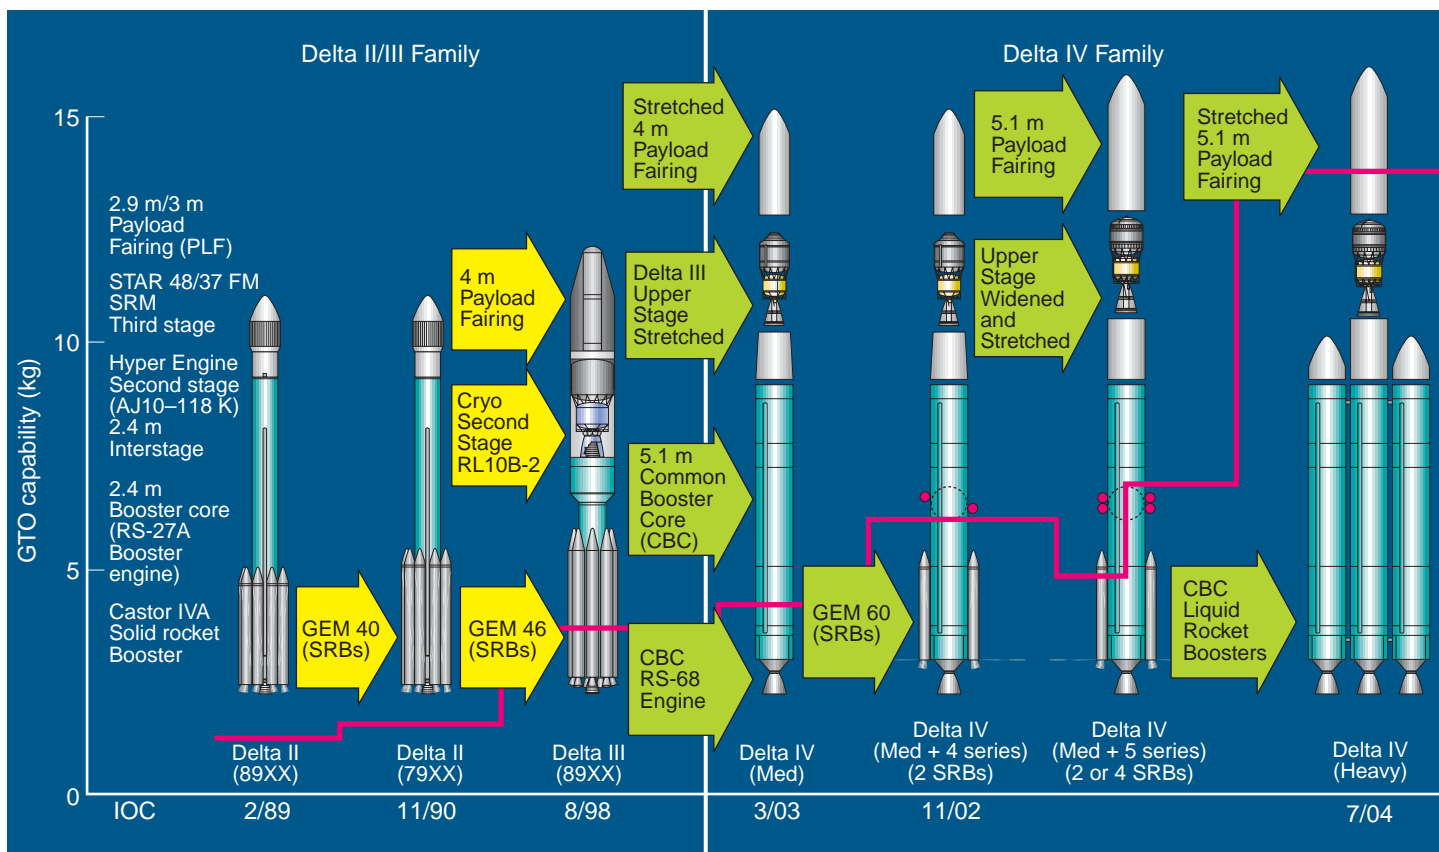 Delta II/III Family
Delta IV Family
GTO capability (kg)
15
10
5
0
2.9 m/3 m
Payload
Fairing (PLF)
STAR 48/37 FM
SRM
Third stage
Hyper Engine
Second stage
(AJ10–118 K)
2.4 m
Interstage
2.4 m
Booster core
(RS-27A
Booster
engine)
Castor IVA
Solid rocket
Booster
GEM 40
(SRBs)
4 m
Payload
Fairing
Cryo
Second
Stage
RL10B-2
GEM 46
(SRBs)
Stretched
4 m
Payload
Fairing
Delta III
Upper
Stage
Stretched
5.1 m
Common
Booster
Core
(CBC)
CBC
RS-68
Engine
GEM 60
(SRBs)
5.1 m
Payload
Fairing
Upper
Stage
Widened
and
Stretched
Stretched
5.1 m
Payload
Fairing
CBC
Liquid
Rocket
Boosters
Delta II
(89XX)
Delta II
(79XX)
Delta III
(89XX)
Delta IV
(Med)
Delta IV
(Med + 4 series)
(2 SRBs)
Delta IV
(Med + 5 series)
(2 or 4 SRBs)
Delta IV
(Heavy)
IOC
2/89
11/90
8/98
3/03
11/02
7/04